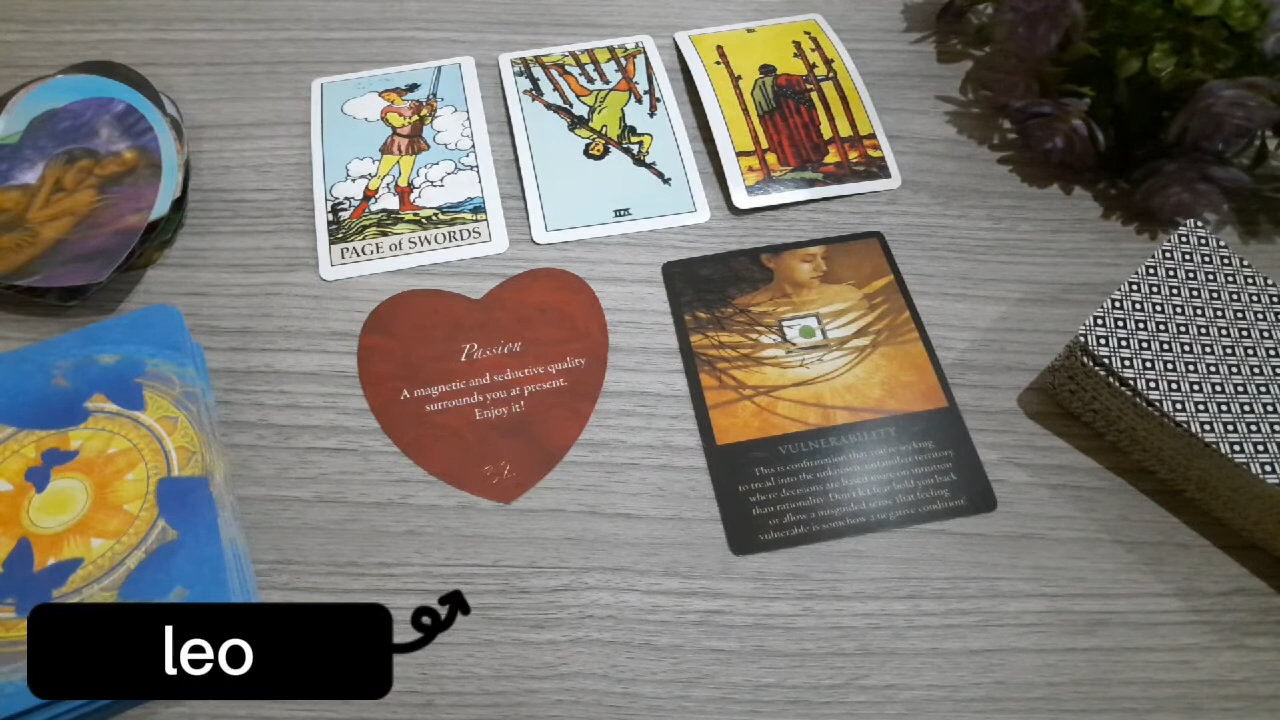 III
PAGE of SWORDS
VII
Passion
A magnetic and seductive quality
surrounds you at present.
Enjoy it!
VULNERABILITY
This is confirmation that you're seeking
to tread into the unknown, unfamiliar territory
where decisions are based more on intuition
than rationality. Don't let fear hold you back
or allow a misguided sense that feeling
vulnerable is somehow a negative condition!
leo